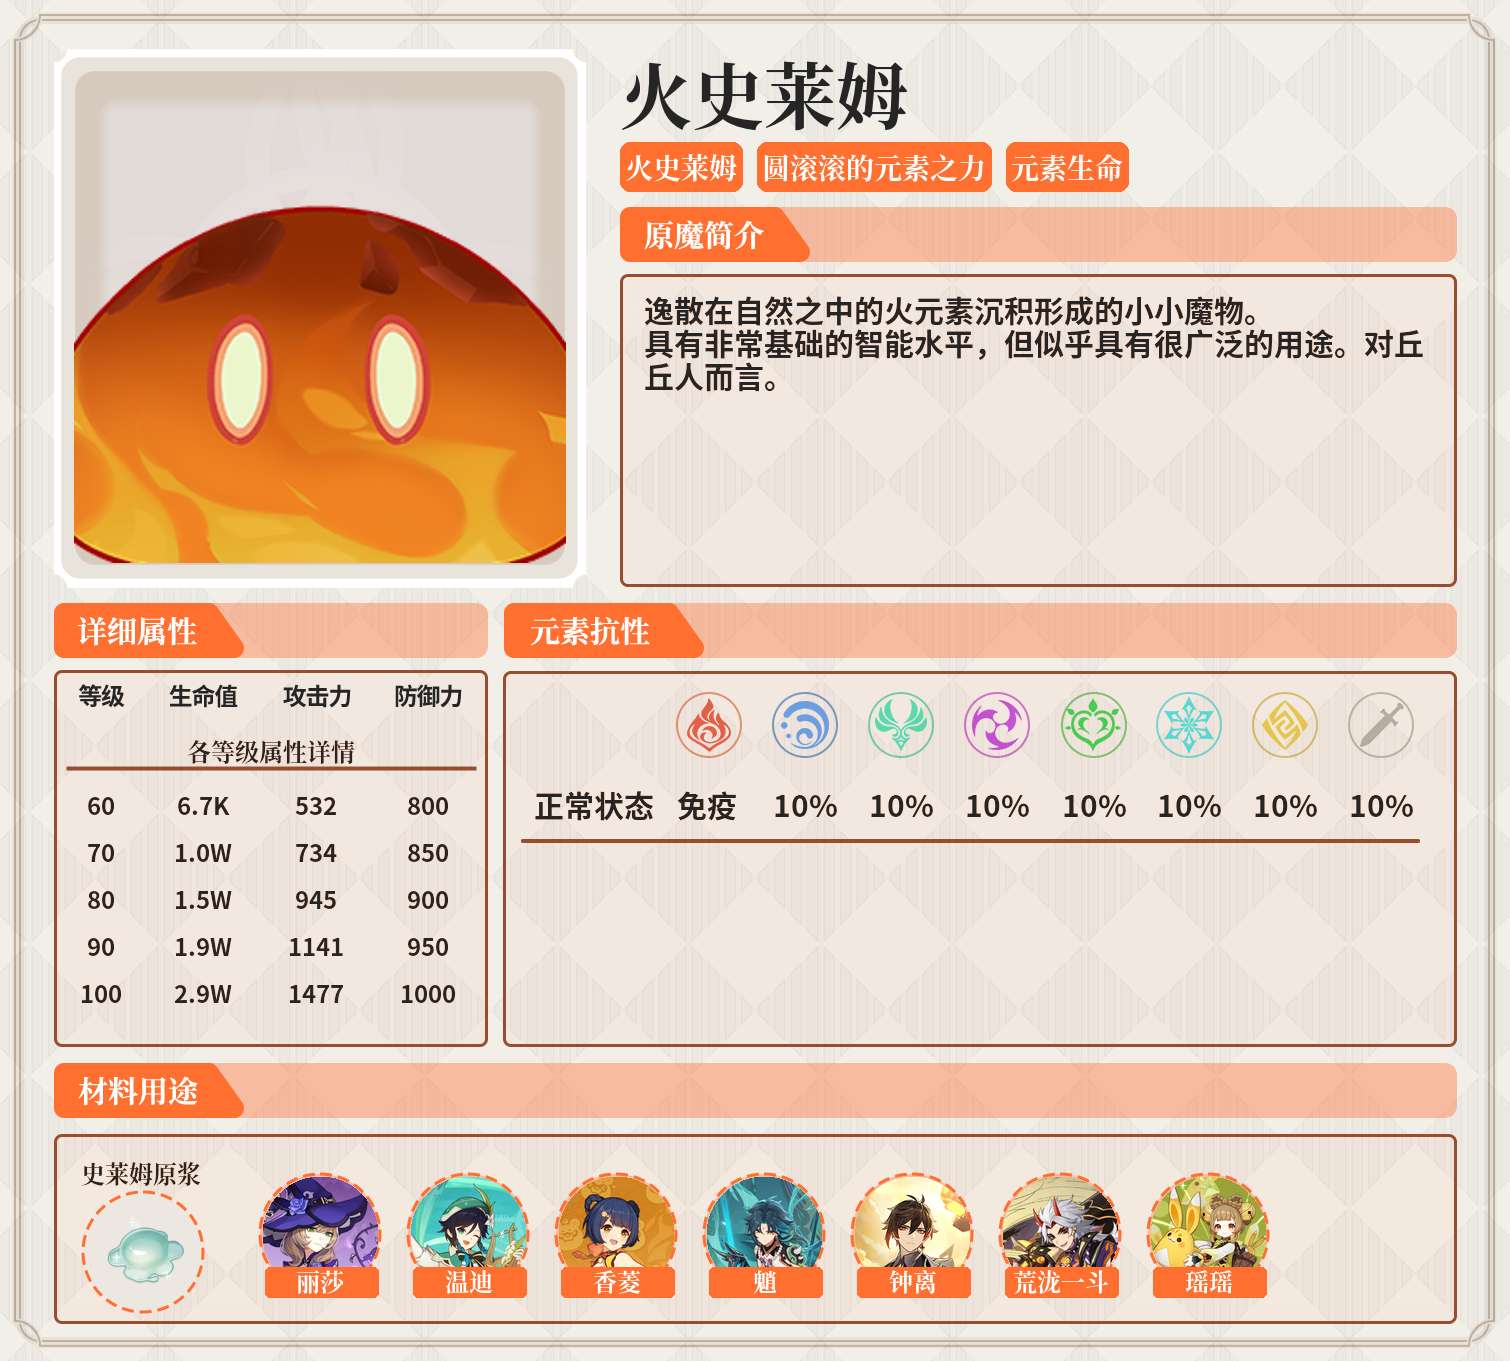 火史莱姆
火史莱姆 圆滚滚的元素之力 元素生命
原魔简介
逸散在自然之中的火元素沉积形成的小小魔物。
具有非常基础的智能水平，但似乎具有很广泛的用途。对丘
丘人而言。
详细属性
等级 生命值 攻击力 防御力
各等级属性详情
60 6.7K 532 800
70 1.0W 734 850
80 1.5W 945 900
90 1.9W 1141 950
100 2.9W 1477 1000
元素抗性
正常状态 免疫 10% 10% 10% 10% 10% 10% 10%
材料用途
史莱姆原浆
丽莎 温迪 香菱 魈 钟离 荒泷一斗 瑶瑶